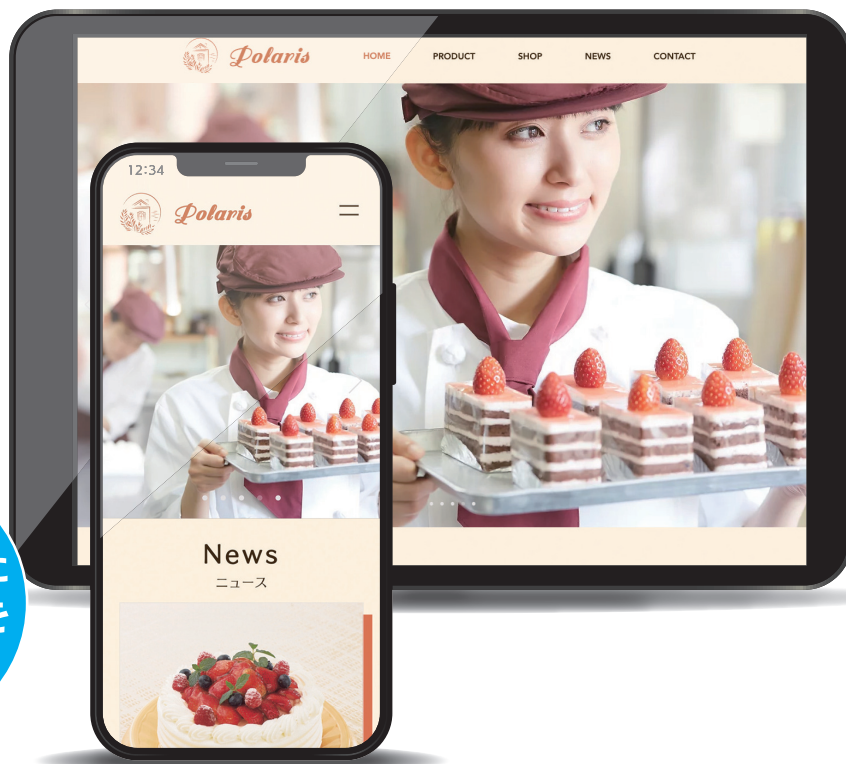 Polaris
HOME PRODUCT SHOP NEWS CONTACT
12:34
Polaris
News
ニュース